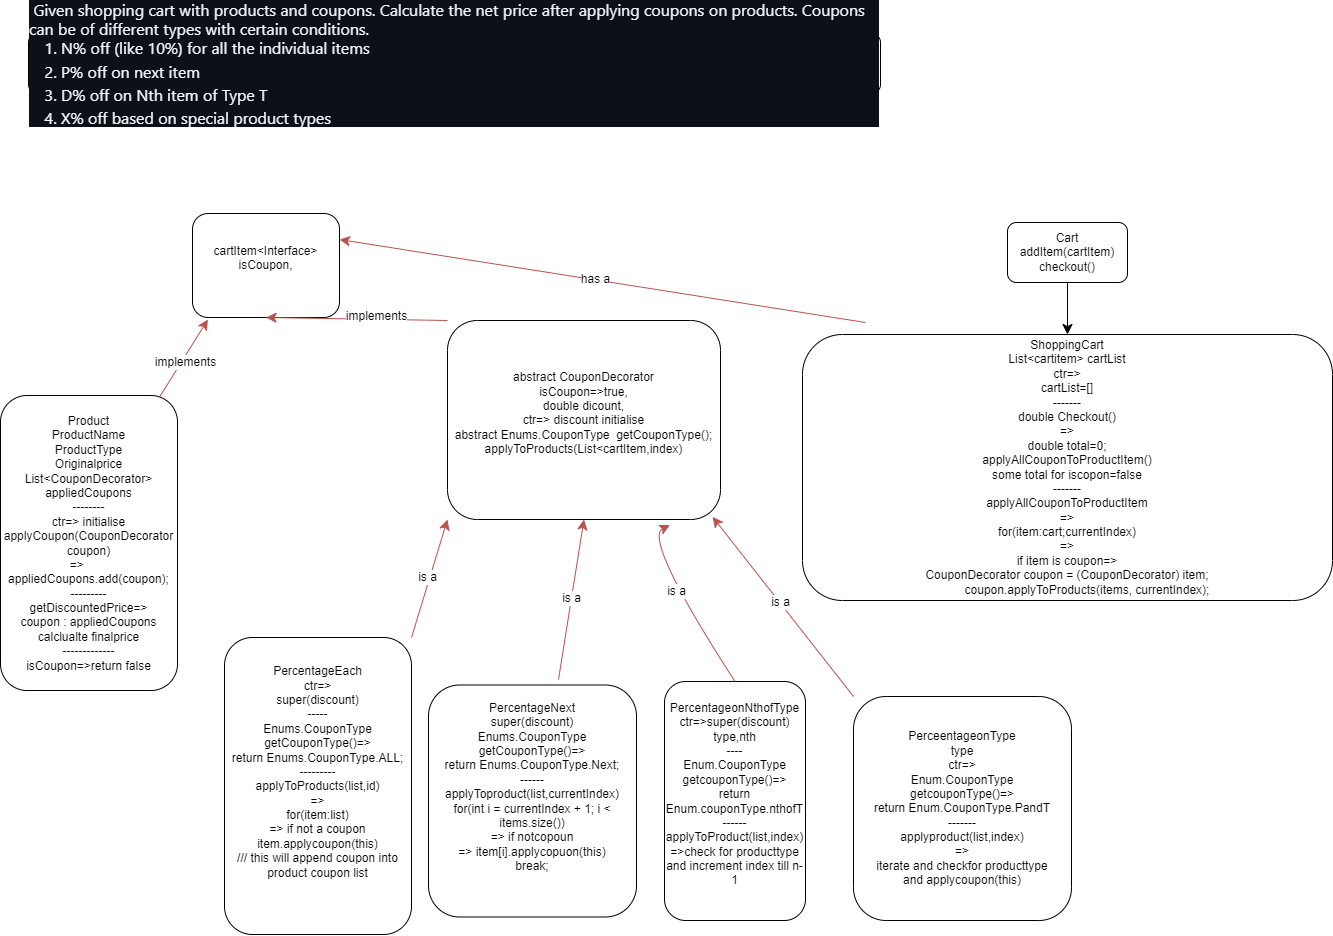 Given shopping cart with products and coupons. Calculate the net price after applying coupons on products. Coupons
can be of different types with certain conditions.
1. N% off (like 10%) for all the individual items
2. P% off on next item
3. D% off on Nth item of Type T
4. X% off based on special product types
cartItem<Interface>
isCoupon,
has a
Cart
addItem(cartItem)
checkout()
implements
implements
ShoppingCart
List<cartitem> cartList
ctr=>
cartList=[]
-------
double Checkout()
=>
double total=0;
applyAllCouponToProductItem()
some total for iscopon=false
-------
applyAllCouponToProductItem
=>
for(item:cart;currentIndex)
=>
if item is coupon=>
CouponDecorator coupon = (CouponDecorator) item;
coupon.applyToProducts(items, currentIndex);
abstract CouponDecorator
isCoupon=>true,
double dicount,
ctr=> discount initialise
abstract Enums.CouponType  getCouponType();
applyToProducts(List<cartItem,index)
Product
ProductName
ProductType
Originalprice
List<CouponDecorator>
appliedCoupons
--------
ctr=> initialise
applyCoupon(CouponDecorator
coupon)
=>
appliedCoupons.add(coupon);
---------
getDiscountedPrice=>
coupon : appliedCoupons
calclualte finalprice
-------------
isCoupon=>return false
is a
is a
is a
is a
PercentageEach
ctr=>
super(discount)
-----
Enums.CouponType
getCouponType()=>
return Enums.CouponType.ALL;
---------
applyToProducts(list,id)
=>
for(item:list)
=> if not a coupon
item.applycoupon(this)
/// this will append coupon into
product coupon list
PercentageNext
super(discount)
Enums.CouponType
getCouponType()=>
return Enums.CouponType.Next;
------
applyToproduct(list,currentIndex)
for(int i = currentIndex + 1; i <
items.size())
=> if notcopoun
=> item[i].applycopuon(this)
break;
PercentageonNthofType
ctr=>super(discount)
type,nth
----
Enum.CouponType
getcouponType()=>
return
Enum.couponType.nthofT
------
applyToProduct(list,index)
=>check for producttype
and increment index till n-
1
PerceentageonType
type
ctr=>
Enum.CouponType
getcouponType()=>
return Enum.CouponType.PandT
-------
applyproduct(list,index)
=>
iterate and checkfor producttype
and applycoupon(this)